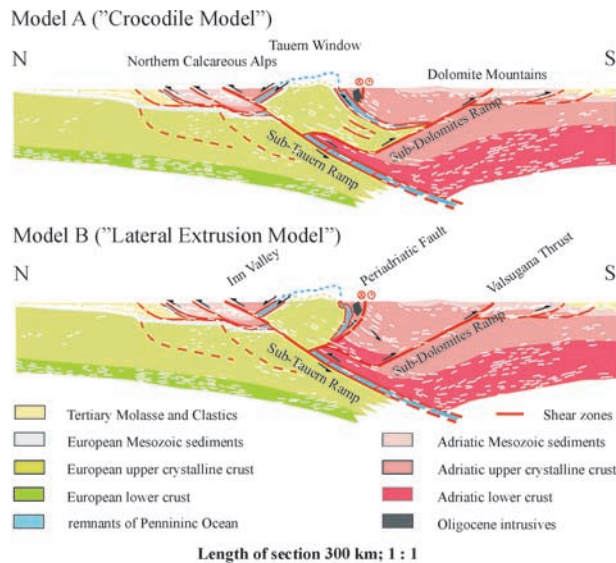 Model A ("Crocodile Model")
Tauern Window
N
Northern Calcareous Alps
Dolomite Mountains
S
Sub-Tauern Ramp
Sub-Dolomites Ramp
Model B ("Lateral Extrusion Model")
N
Inn Valley
Periadriatic Fault
Valsugana Thrust
S
Sub-Tauern Ramp
Sub-Dolomites Ramp
Tertiary Molasse and Clastics
Shear zones
European Mesozoic sediments
Adriatic Mesozoic sediments
European upper crystalline crust
Adriatic upper crystalline crust
European lower crust
Adriatic lower crust
remnants of Pennininc Ocean
Oligocene intrusives
Length of section 300 km; 1 : 1